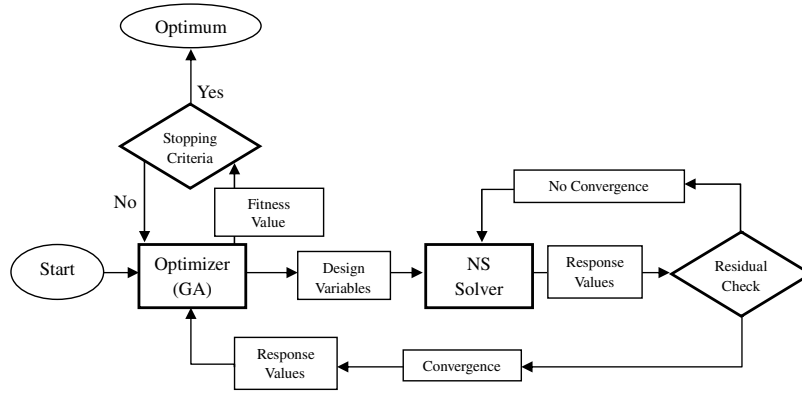 Optimum
Yes
Stopping
Criteria
No
Fitness
Value
No Convergence
Start
Optimizer
(GA)
Design
Variables
NS
Solver
Response
Values
Residual
Check
Response
Values
Convergence